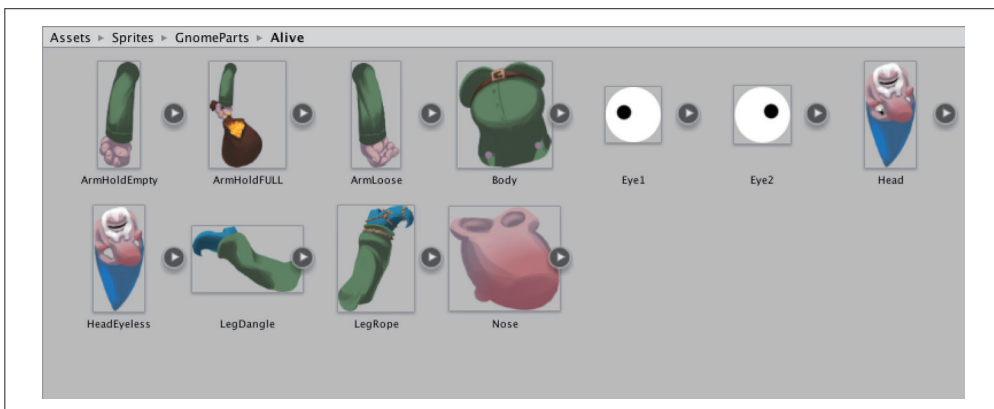 Assets ▸ Sprites ▸ GnomeParts ▸ Alive
ArmHoldEmpty ArmHoldFULL ArmLoose Body Eye1 Eye2 Head
HeadEyeless LegDangle LegRope Nose